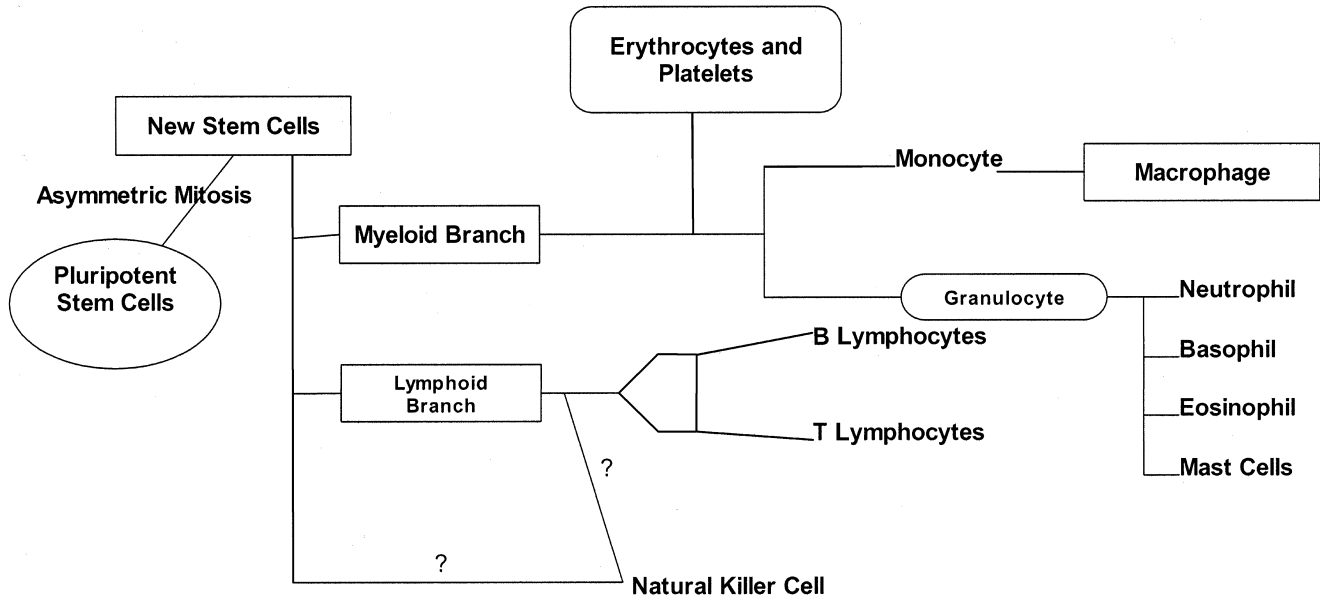 Erythrocytes and
Platelets
New Stem Cells
Monocyte
Macrophage
Asymmetric Mitosis
Myeloid Branch
Pluripotent
Stem Cells
Granulocyte
Neutrophil
B Lymphocytes
Basophil
Lymphoid
Branch
Eosinophil
T Lymphocytes
?
Mast Cells
?
Natural Killer Cell